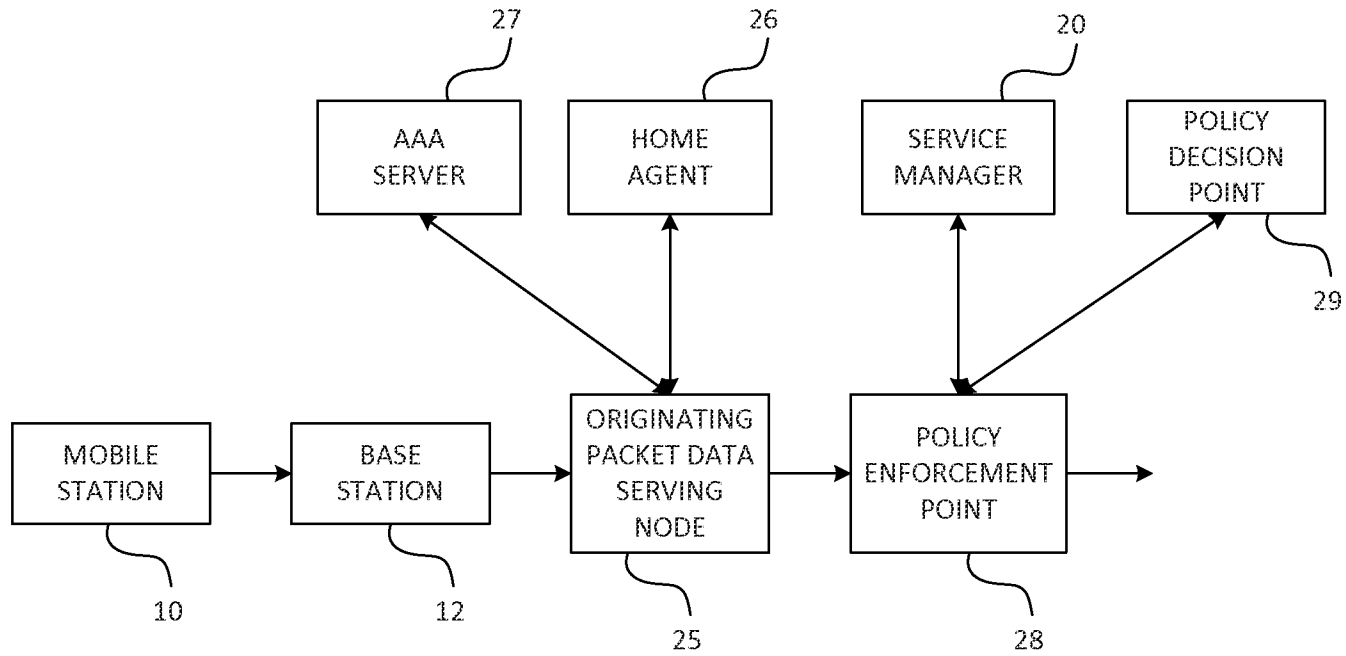 27
26
20
AAA
SERVER
HOME
AGENT
SERVICE
MANAGER
POLICY
DECISION
POINT
29
MOBILE
STATION
BASE
STATION
ORIGINATING
PACKET DATA
SERVING
NODE
POLICY
ENFORCEMENT
POINT
10
12
25
28